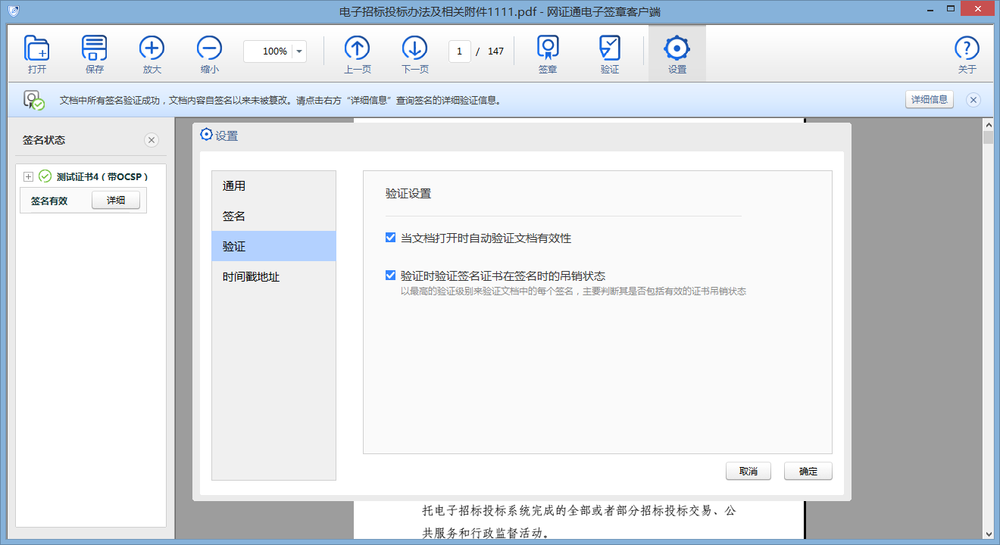 电子招标投标办法及相关附件1111.pdf - 网证通电子签章客户端
打开 保存 放大 缩小 100% 上一页 下一页 1 / 147 签章 验证 设置 关于
文档中所有签名验证成功，文档内容自签名以来未被篡改。请点击右方“详细信息”查询签名的详细验证信息。 详细信息
签名状态
测试证书4（带OCSP）
签名有效 详细
设置
通用
签名
验证
时间戳地址
验证设置
当文档打开时自动验证文档有效性
验证时验证签名证书在签名时的吊销状态
以最高的验证级别来验证文档中的每个签名，主要判断其是否包括有效的证书吊销状态
取消 确定
托电子招标投标系统完成的全部或者部分招标投标交易、公
共服务和行政监督活动。